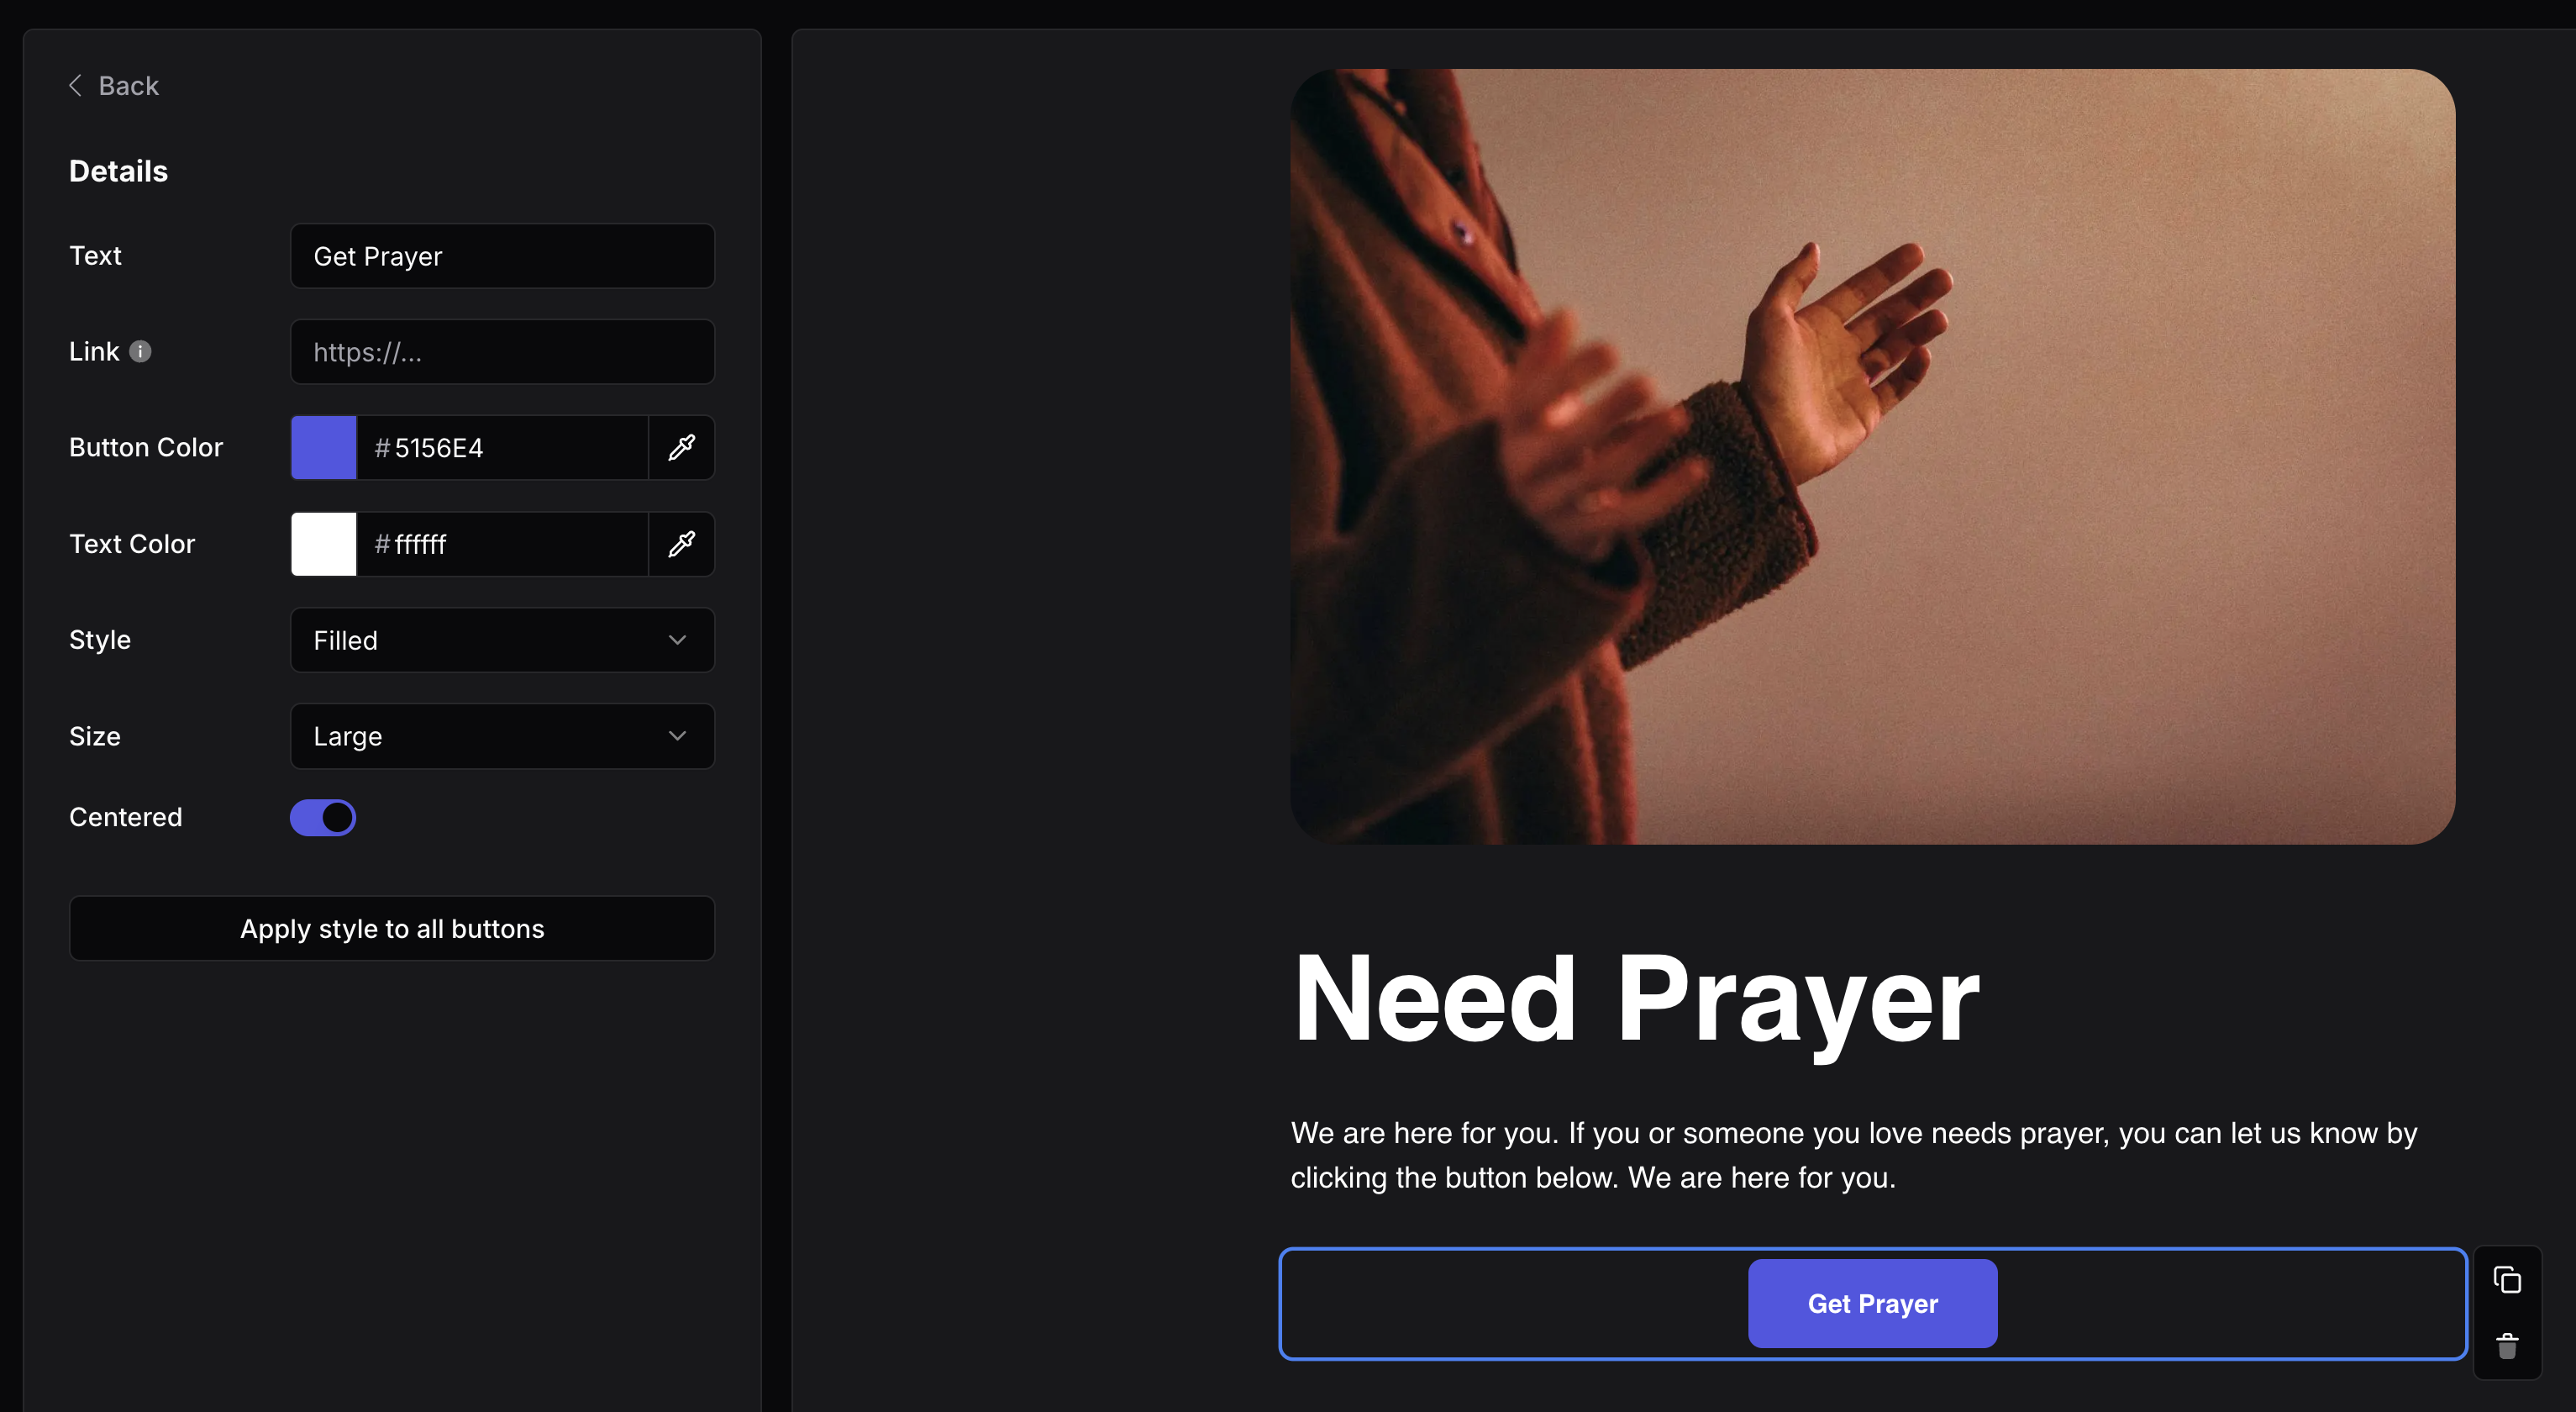 Back
Details
Text
Get Prayer
Link
https://...
Button Color
#5156E4
Text Color
#ffffff
Style
Filled
Size
Large
Centered
Apply style to all buttons
Need Prayer
We are here for you. If you or someone you love needs prayer, you can let us know by
clicking the button below. We are here for you.
Get Prayer